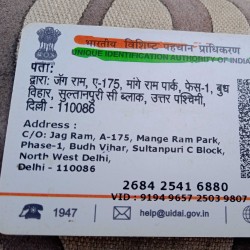 भारतीय विशिष्ट पहचान प्राधिकरण
UNIQUE IDENTIFICATION AUTHORITY OF INDIA
पता:
द्वारा: जंग राम, ए-175, मांगे राम पार्क, फेस-1, बुध
विहार, सुल्तानपुरी सी ब्लाक, उत्तर पश्चिमी,
दिल्ली - 110086
Address :
C/O: Jag Ram, A-175, Mange Ram Park,
Phase-1, Budh Vihar, Sultanpuri C Block,
North West Delhi,
Delhi - 110086
2684 2541 6880
VID : 9194 9657 2503 9807
1947
help@uidai.gov.in